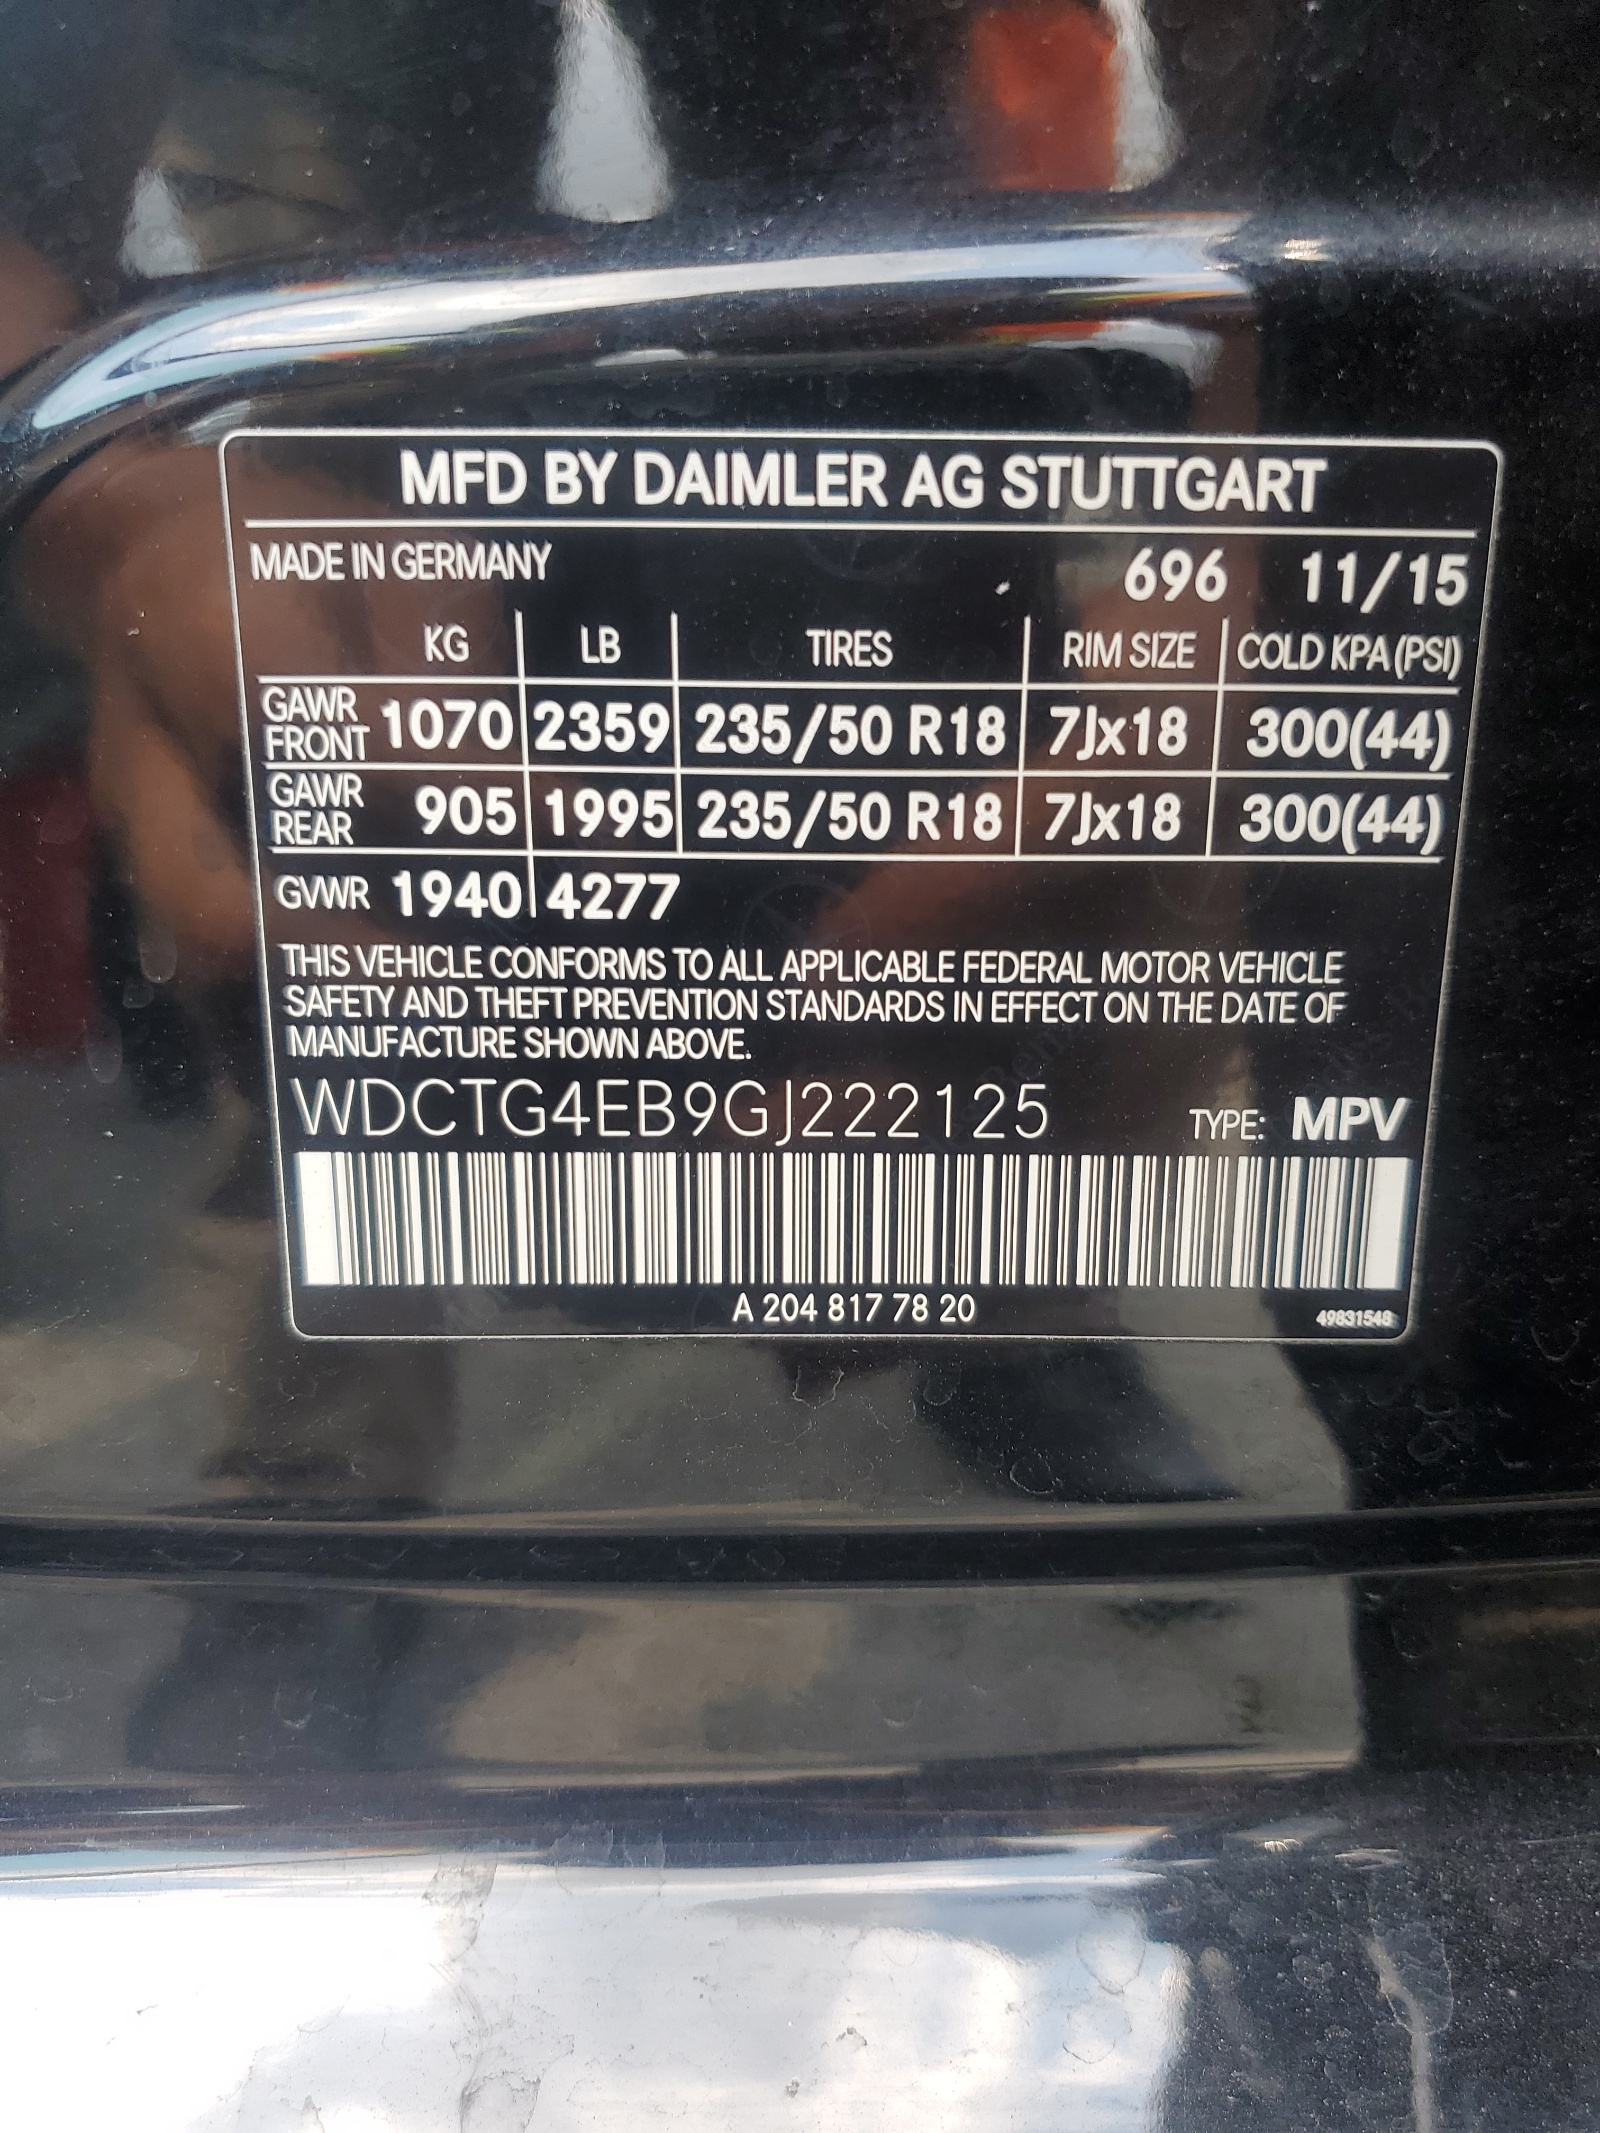 MFD BY DAIMLER AG STUTTGART
MADE IN GERMANY 696 11/15
KG LB TIRES RIM SIZE COLD KPA (PSI)
GAWR FRONT 1070 2359 235/50 R18 7Jx18 300(44)
GAWR REAR 905 1995 235/50 R18 7Jx18 300(44)
GVWR 1940 4277
THIS VEHICLE CONFORMS TO ALL APPLICABLE FEDERAL MOTOR VEHICLE
SAFETY AND THEFT PREVENTION STANDARDS IN EFFECT ON THE DATE OF
MANUFACTURE SHOWN ABOVE.
WDCTG4EB9GJ222125 TYPE: MPV
A 204 817 78 20 49831548